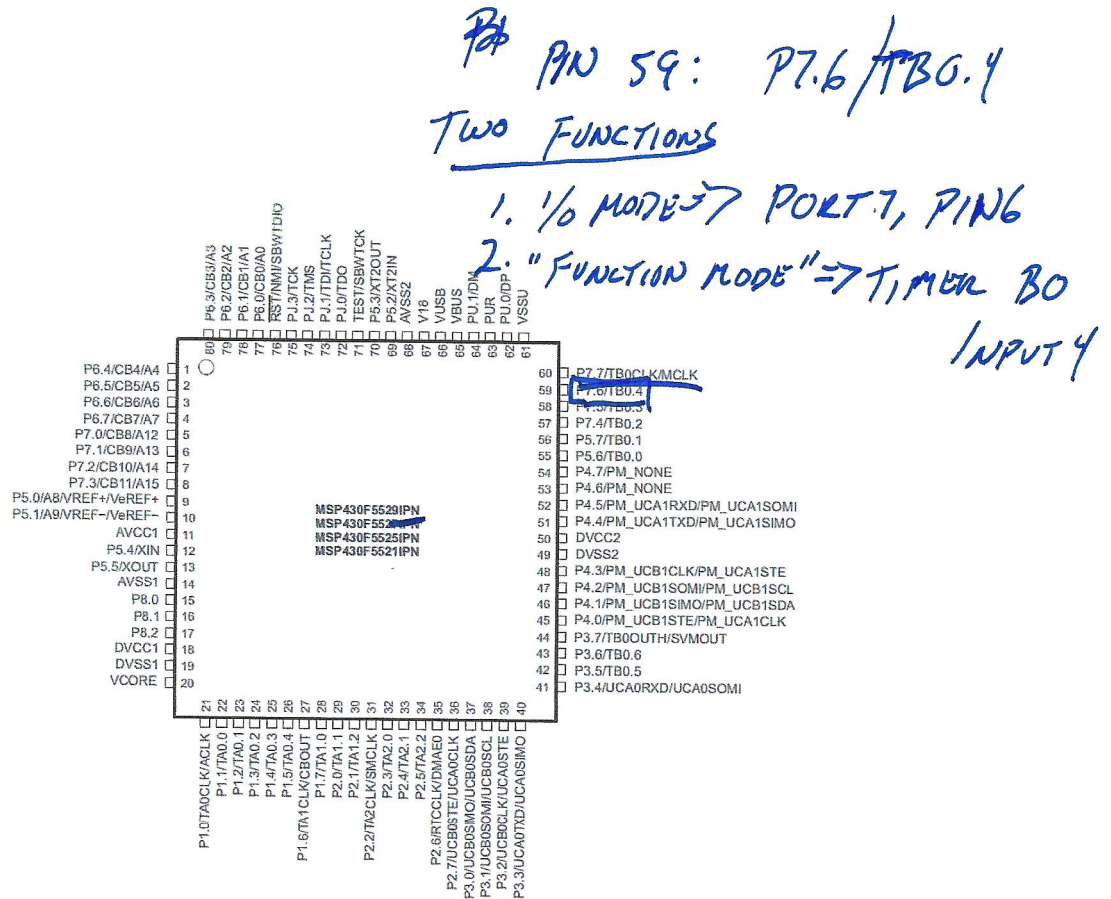 PIN 59: P7.6/TB0.4
TWO FUNCTIONS
1. I/O MODE=> PORT 7, PIN6
2. "FUNCTION MODE"=> TIMER B0
INPUT 4
P6.3/CB3/A3
P6.2/CB2/A2
P6.1/CB1/A1
P6.0/CB0/A0
RST/NMI/SBWTDIO
PJ.3/TCK
PJ.2/TMS
PJ.1/TDI/TCLK
PJ.0/TDO
TEST/SBWTCK
P5.3/XT2OUT
P5.2/XT2IN
AVSS2
V18
VUSB
VBUS
PU.1/DM
PUR
PU.0/DP
VSSU
80 79 78 77 76 75 74 73 72 71 70 69 68 67 66 65 64 63 62 61
P6.4/CB4/A4 1
P6.5/CB5/A5 2
P6.6/CB6/A6 3
P6.7/CB7/A7 4
P7.0/CB8/A12 5
P7.1/CB9/A13 6
P7.2/CB10/A14 7
P7.3/CB11/A15 8
P5.0/A8/VREF+/VeREF+ 9
P5.1/A9/VREF−/VeREF− 10
AVCC1 11
P5.4/XIN 12
P5.5/XOUT 13
AVSS1 14
P8.0 15
P8.1 16
P8.2 17
DVCC1 18
DVSS1 19
VCORE 20
MSP430F5529IPN
MSP430F5527IPN
MSP430F5525IPN
MSP430F5521IPN
60 P7.7/TB0CLK/MCLK
59 P7.6/TB0.4
58 P7.5/TB0.3
57 P7.4/TB0.2
56 P5.7/TB0.1
55 P5.6/TB0.0
54 P4.7/PM_NONE
53 P4.6/PM_NONE
52 P4.5/PM_UCA1RXD/PM_UCA1SOMI
51 P4.4/PM_UCA1TXD/PM_UCA1SIMO
50 DVCC2
49 DVSS2
48 P4.3/PM_UCB1CLK/PM_UCA1STE
47 P4.2/PM_UCB1SOMI/PM_UCB1SCL
46 P4.1/PM_UCB1SIMO/PM_UCB1SDA
45 P4.0/PM_UCB1STE/PM_UCA1CLK
44 P3.7/TB0OUTH/SVMOUT
43 P3.6/TB0.6
42 P3.5/TB0.5
41 P3.4/UCA0RXD/UCA0SOMI
21 22 23 24 25 26 27 28 29 30 31 32 33 34 35 36 37 38 39 40
P1.0/TA0CLK/ACLK
P1.1/TA0.0
P1.2/TA0.1
P1.3/TA0.2
P1.4/TA0.3
P1.5/TA0.4
P1.6/TA1CLK/CBOUT
P1.7/TA1.0
P2.0/TA1.1
P2.1/TA1.2
P2.2/TA2CLK/SMCLK
P2.3/TA2.0
P2.4/TA2.1
P2.5/TA2.2
P2.6/RTCCLK/DMAE0
P2.7/UCB0STE/UCA0CLK
P3.0/UCB0SIMO/UCB0SDA
P3.1/UCB0SOMI/UCB0SCL
P3.2/UCB0CLK/UCA0STE
P3.3/UCA0TXD/UCA0SIMO